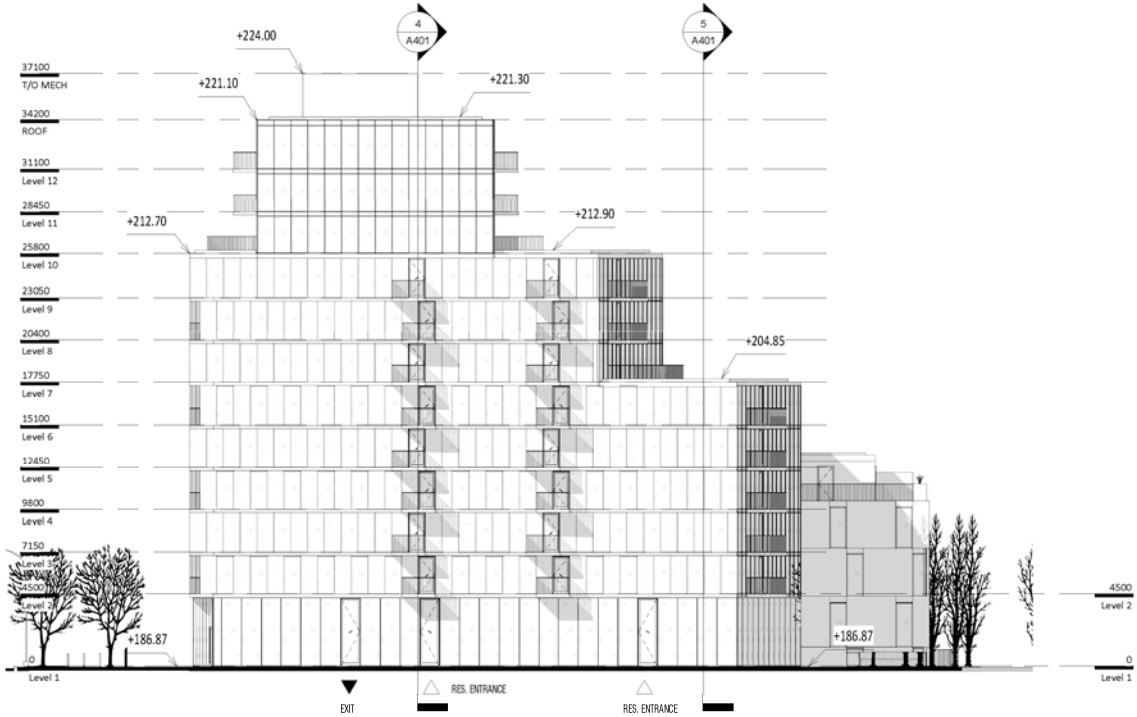 4
A401
5
A401
+224.00
37100
T/O MECH
+221.10
+221.30
34200
ROOF
31100
Level 12
28450
Level 11
+212.70
+212.90
25800
Level 10
23050
Level 9
20400
Level 8
+204.85
17750
Level 7
15100
Level 6
12450
Level 5
9800
Level 4
7150
Level 3
4500
Level 2
4500
Level 2
+186.87
+186.87
0
Level 1
0
Level 1
RES. ENTRANCE
EXIT
RES. ENTRANCE